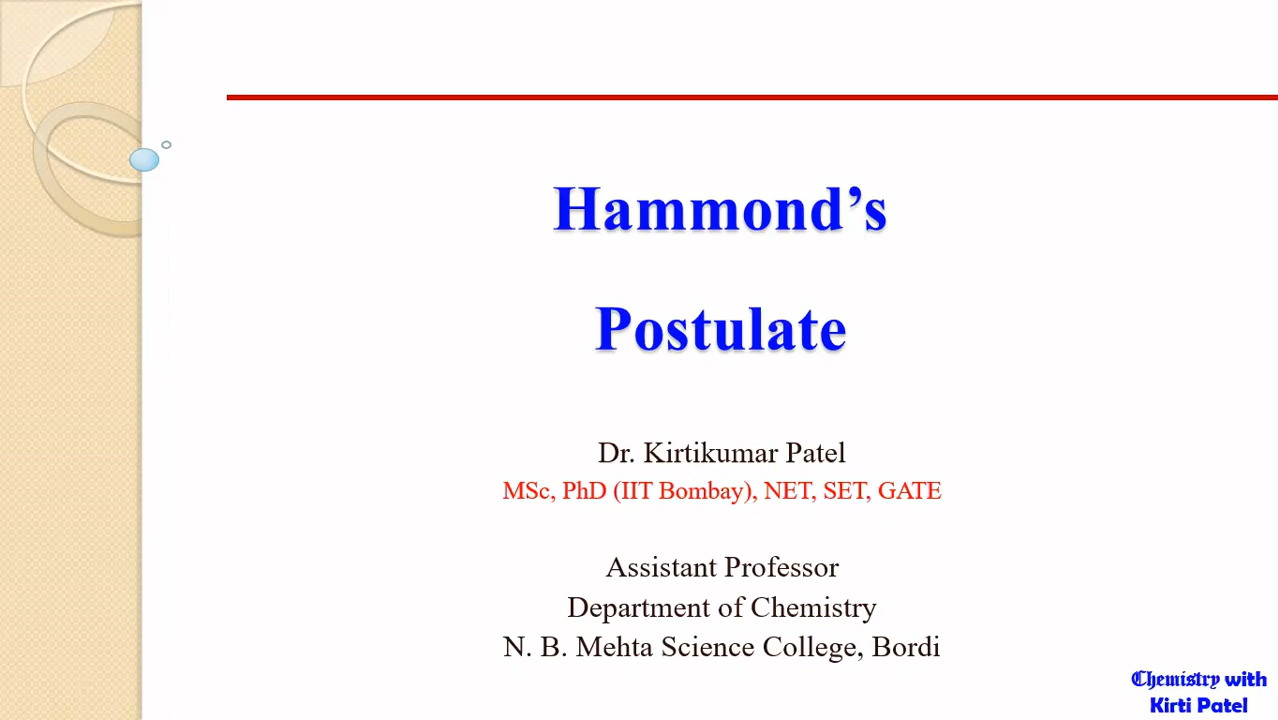 Hammond’s
Postulate
Dr. Kirtikumar Patel
MSc, PhD (IIT Bombay), NET, SET, GATE
Assistant Professor
Department of Chemistry
N. B. Mehta Science College, Bordi
Chemistry with
Kirti Patel